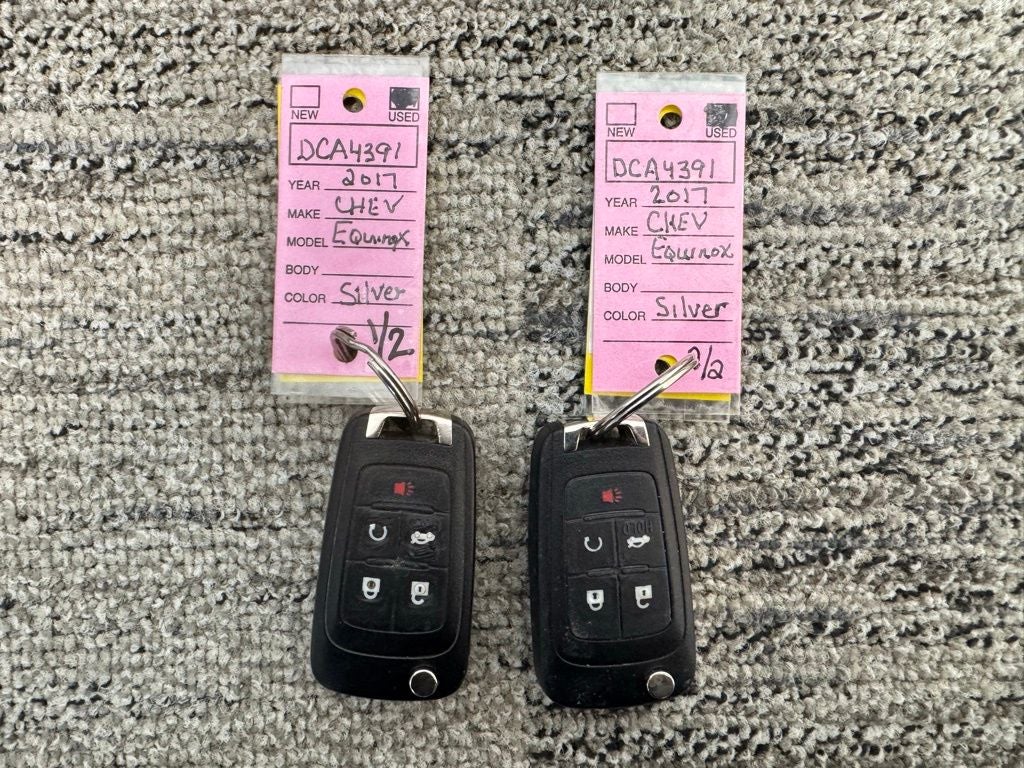 NEW USED
DCA4391
YEAR 2017
MAKE CHEV
MODEL Equinox
BODY
COLOR Silver
1/2
NEW USED
DCA4391
YEAR 2017
MAKE CHEV
MODEL Equinox
BODY
COLOR Silver
2/2
HOLD